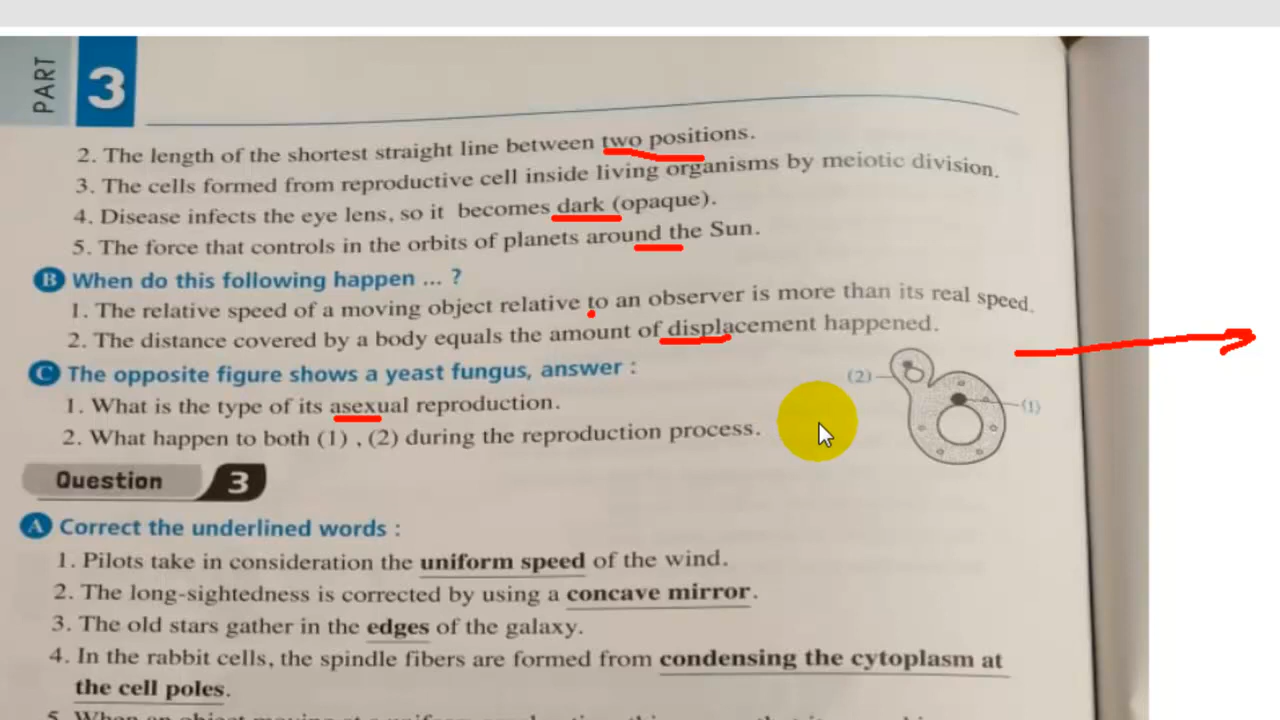 PART
3
2. The length of the shortest straight line between two positions.
3. The cells formed from reproductive cell inside living organisms by meiotic division.
4. Disease infects the eye lens, so it becomes dark (opaque).
5. The force that controls in the orbits of planets around the Sun.
B When do this following happen ... ?
1. The relative speed of a moving object relative to an observer is more than its real speed.
2. The distance covered by a body equals the amount of displacement happened.
C The opposite figure shows a yeast fungus, answer :
1. What is the type of its asexual reproduction.
2. What happen to both (1) , (2) during the reproduction process.
(2)
(1)
Question 3
A Correct the underlined words :
1. Pilots take in consideration the uniform speed of the wind.
2. The long-sightedness is corrected by using a concave mirror.
3. The old stars gather in the edges of the galaxy.
4. In the rabbit cells, the spindle fibers are formed from condensing the cytoplasm at
the cell poles.